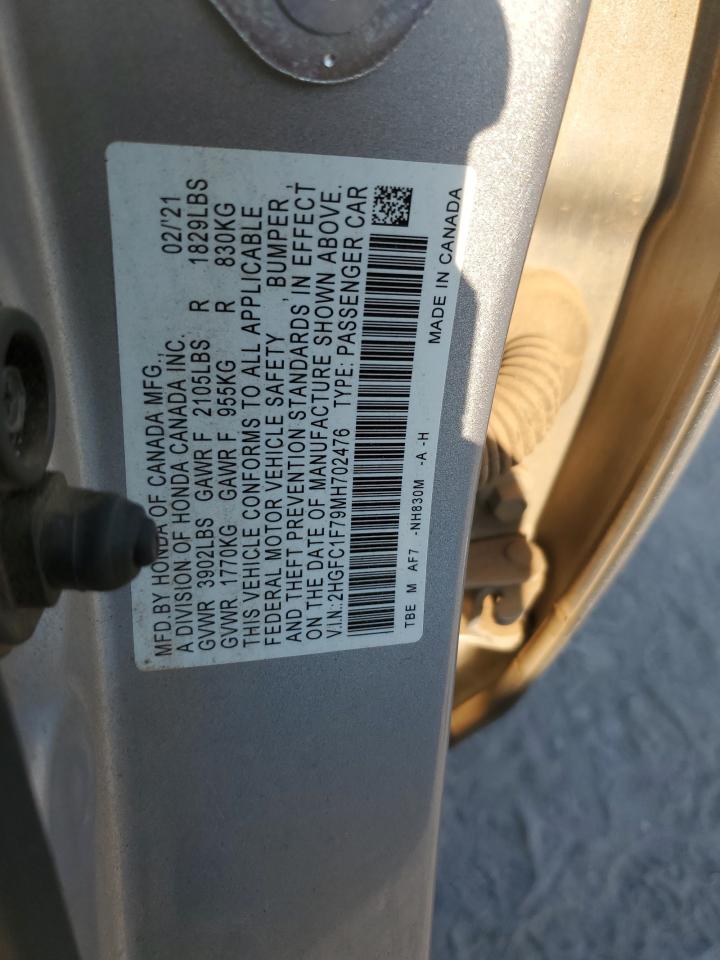 MFD.BY HONDA OF CANADA MFG., 02/'21
A DIVISION OF HONDA CANADA INC.
GVWR 3902LBS GAWR F 2105LBS R 1829LBS
GVWR 1770KG GAWR F 955KG R 830KG
THIS VEHICLE CONFORMS TO ALL APPLICABLE
FEDERAL MOTOR VEHICLE SAFETY , BUMPER ,
AND THEFT PREVENTION STANDARDS IN EFFECT
ON THE DATE OF MANUFACTURE SHOWN ABOVE.
V.I.N.:2HGFC1F79MH702476 TYPE: PASSENGER CAR
TBE M AF7 -NH830M -A -H
MADE IN CANADA